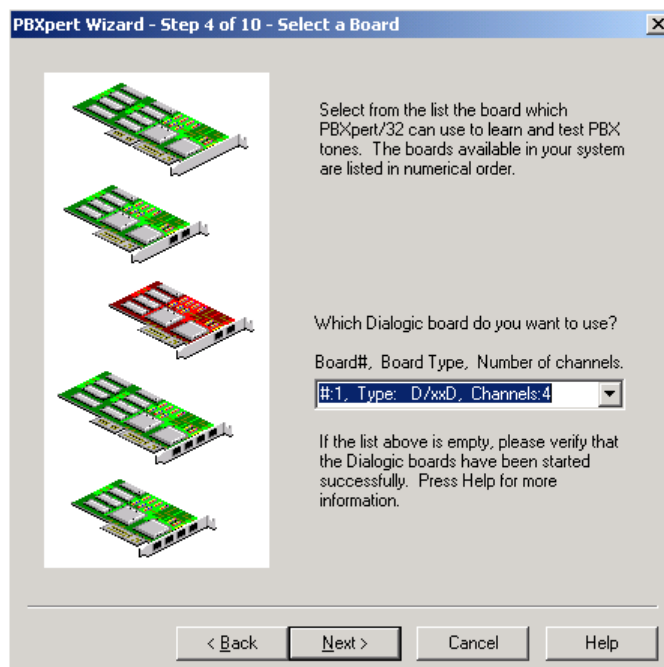 PBXpert Wizard - Step 4 of 10 - Select a Board
Select from the list the board which
PBXpert/32 can use to learn and test PBX
tones. The boards available in your system
are listed in numerical order.
Which Dialogic board do you want to use?
Board#, Board Type, Number of channels.
#:1, Type: D/xxD, Channels:4
If the list above is empty, please verify that
the Dialogic boards have been started
successfully. Press Help for more
information.
< Back
Next >
Cancel
Help